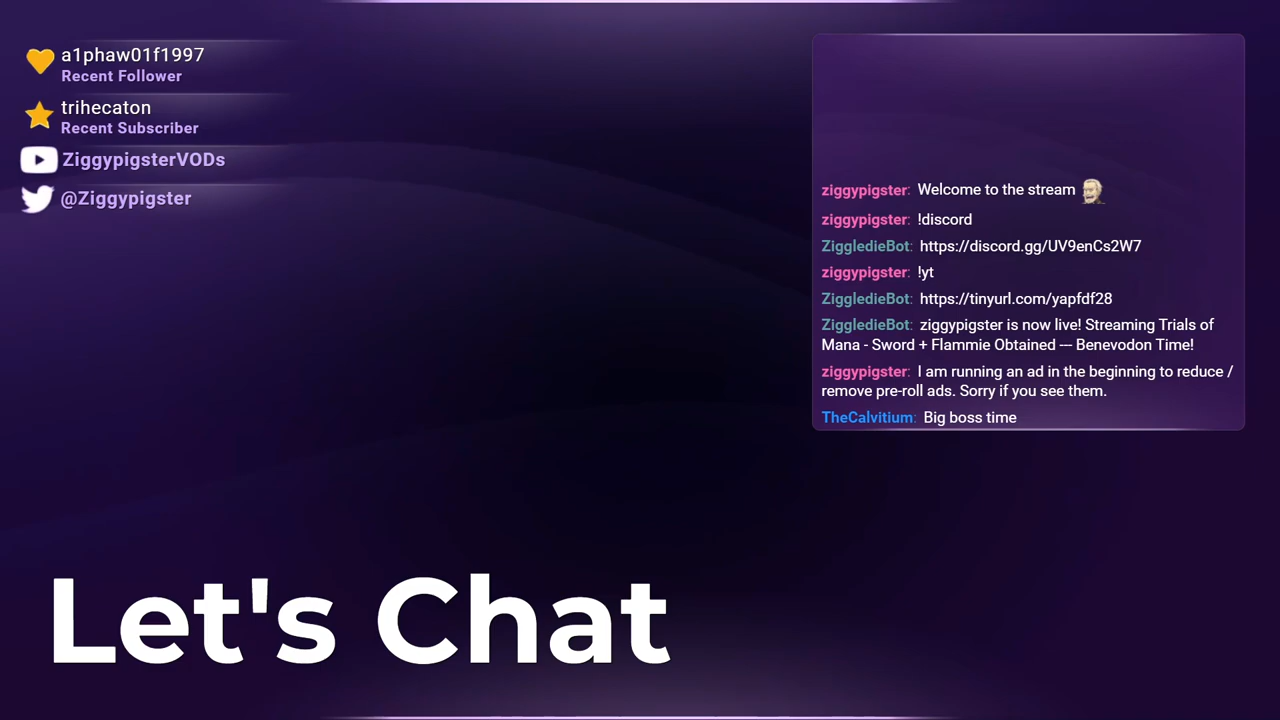 a1phaw01f1997
Recent Follower
trihecaton
Recent Subscriber
ZiggypigsterVODs
@Ziggypigster
ziggypigster: Welcome to the stream
ziggypigster: !discord
ZiggledieBot: https://discord.gg/UV9enCs2W7
ziggypigster: !yt
ZiggledieBot: https://tinyurl.com/yapfdf28
ZiggledieBot: ziggypigster is now live! Streaming Trials of
Mana - Sword + Flammie Obtained --- Benevodon Time!
ziggypigster: I am running an ad in the beginning to reduce /
remove pre-roll ads. Sorry if you see them.
TheCalvitium: Big boss time
Let's Chat